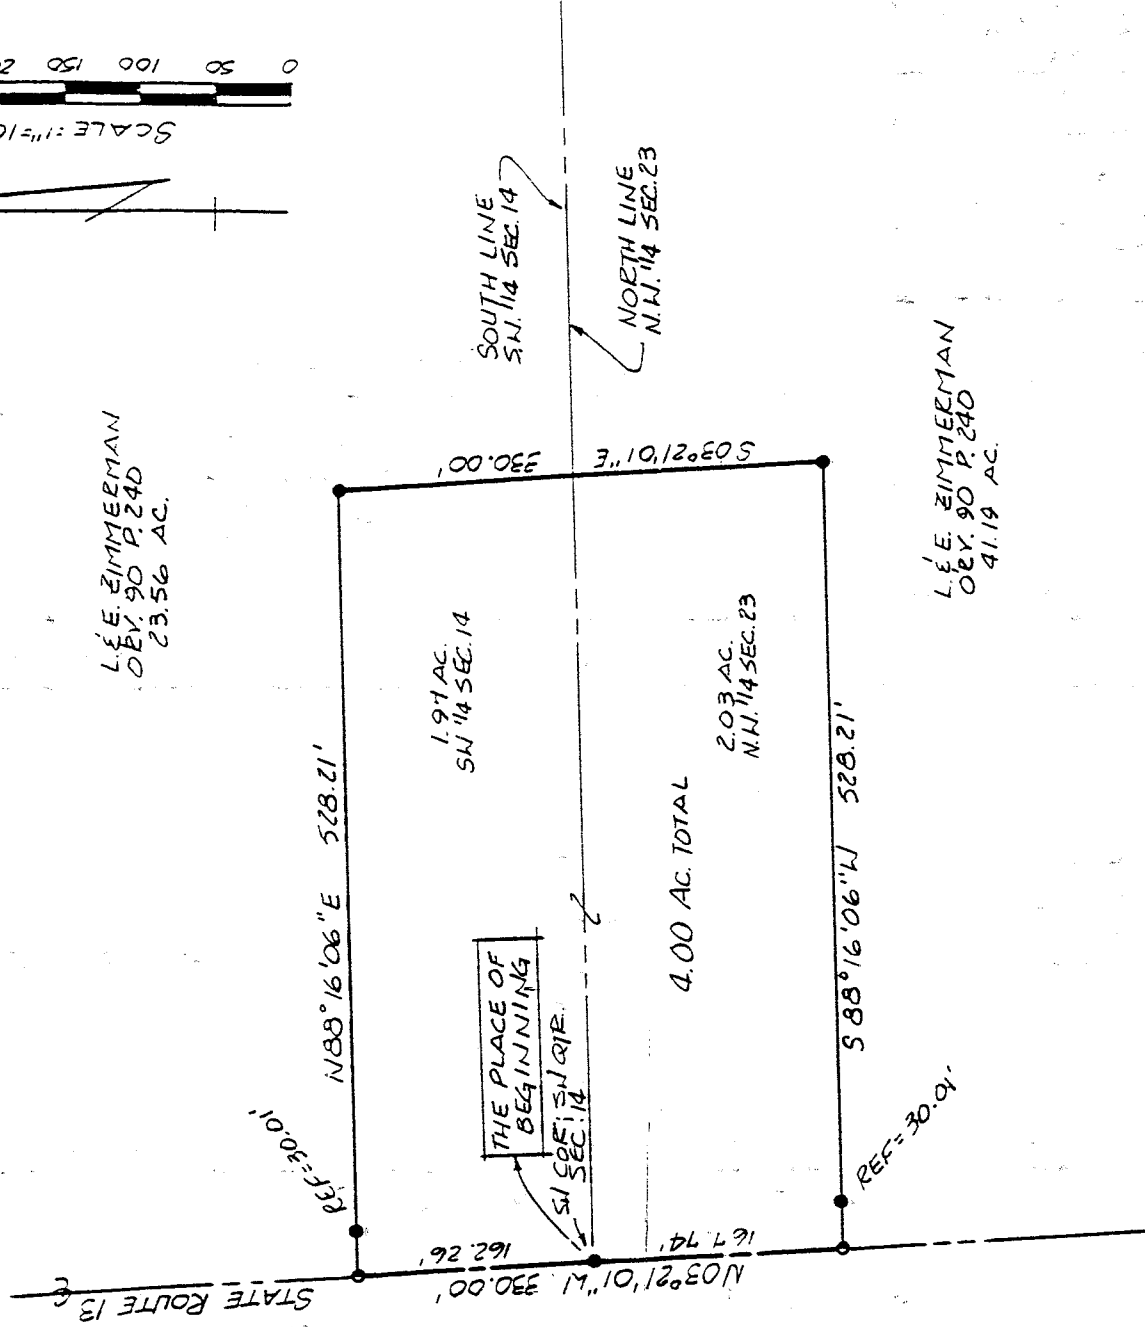 0 50 100 150
SCALE: 1"=
SOUTH LINE
S.W. 1/4 SEC. 14
NORTH LINE
N.W. 1/4 SEC. 23
L. & E. ZIMMERMAN
O.R.V. 90 P. 240
23.56 AC.
L. & E. ZIMMERMAN
O.R.V. 90 P. 240
41.19 AC.
S 03° 21' 01" E 330.00'
N 88° 16' 06" E 528.21'
1.97 AC.
SW 1/4 SEC. 14
2.03 AC.
N.W. 1/4 SEC. 23
4.00 AC. TOTAL
S 88° 16' 06" W 528.21'
THE PLACE OF
BEGINNING
SW COR; SW QTR.
SEC. 14
REF=30.01'
REF=30.01'
162.26'
167.74'
N 03° 21' 01" W 330.00'
STATE ROUTE 13